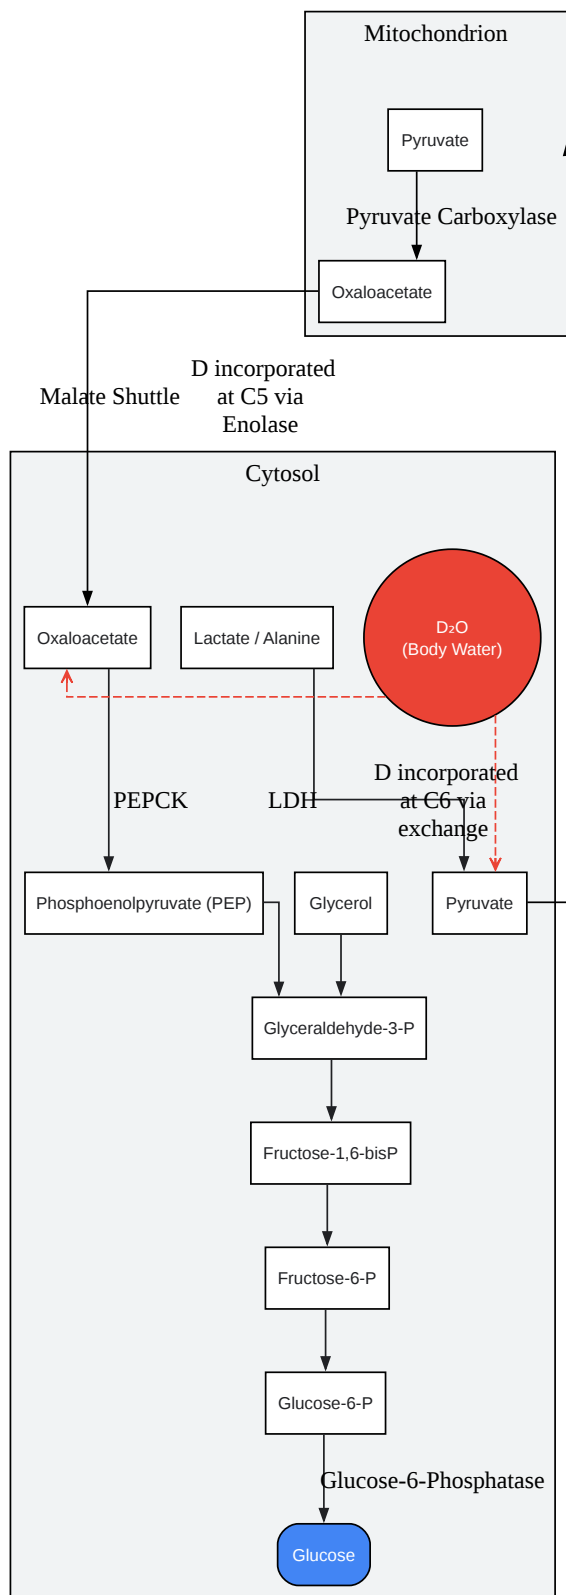 Mitochondrion
Pyruvate
Pyruvate Carboxylase
Oxaloacetate
D incorporated
at C5 via
Enolase
Malate Shuttle
Cytosol
Oxaloacetate
Lactate / Alanine
D₂O
(Body Water)
PEPCK
LDH
D incorporated
at C6 via
exchange
Phosphoenolpyruvate (PEP)
Glycerol
Pyruvate
Glyceraldehyde-3-P
Fructose-1,6-bisP
Fructose-6-P
Glucose-6-P
Glucose-6-Phosphatase
Glucose